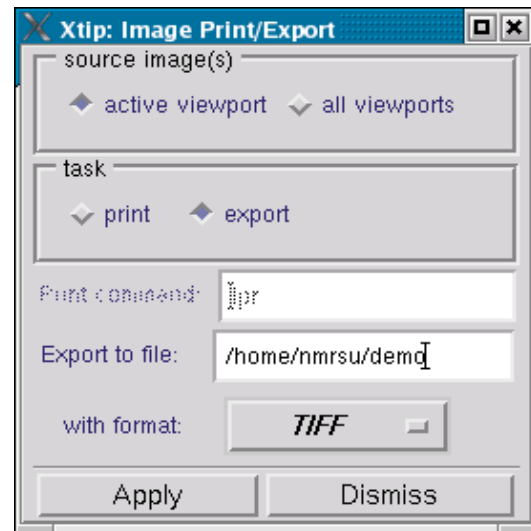 Xtip: Image Print/Export
source image(s)
active viewport all viewports
task
print export
Print command: lpr
Export to file: /home/nmrsu/demo
with format: TIFF
Apply Dismiss